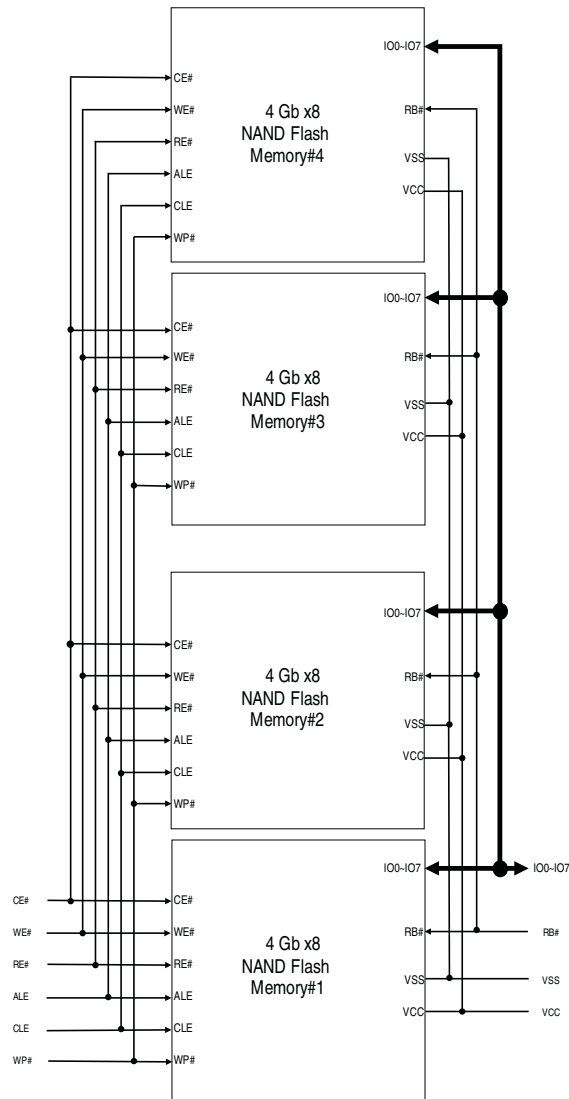 IO0~IO7
CE#
WE#
4 Gb x8
NAND Flash
Memory#4
RB#
RE#
VSS
ALE
VCC
CLE
WP#
IO0~IO7
CE#
WE#
4 Gb x8
NAND Flash
Memory#3
RB#
RE#
VSS
ALE
VCC
CLE
WP#
IO0~IO7
CE#
WE#
4 Gb x8
NAND Flash
Memory#2
RB#
RE#
VSS
ALE
VCC
CLE
WP#
IO0~IO7
IO0~IO7
CE#
CE#
WE#
WE#
4 Gb x8
NAND Flash
Memory#1
RB#
RB#
RE#
RE#
VSS
VSS
ALE
ALE
VCC
VCC
CLE
CLE
WP#
WP#